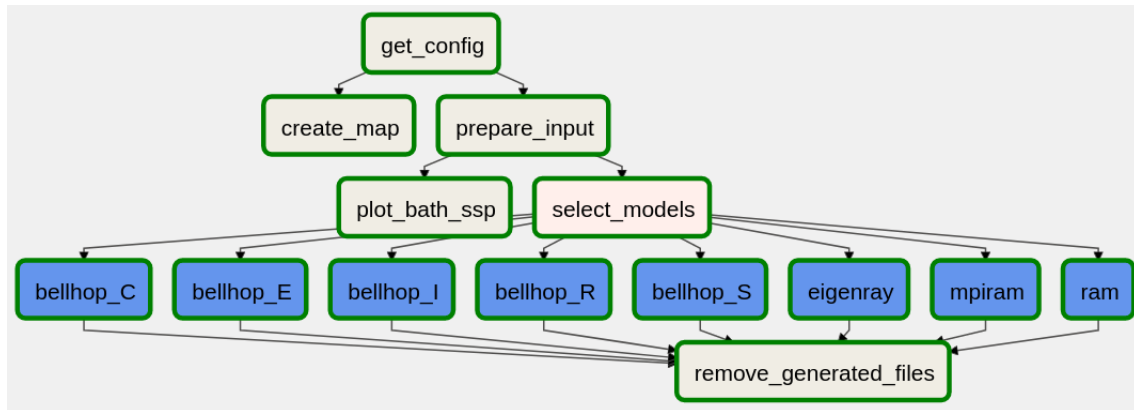 get_config
create_map
prepare_input
plot_bath_ssp
select_models
bellhop_C
bellhop_E
bellhop_I
bellhop_R
bellhop_S
eigenray
mpiram
ram
remove_generated_files